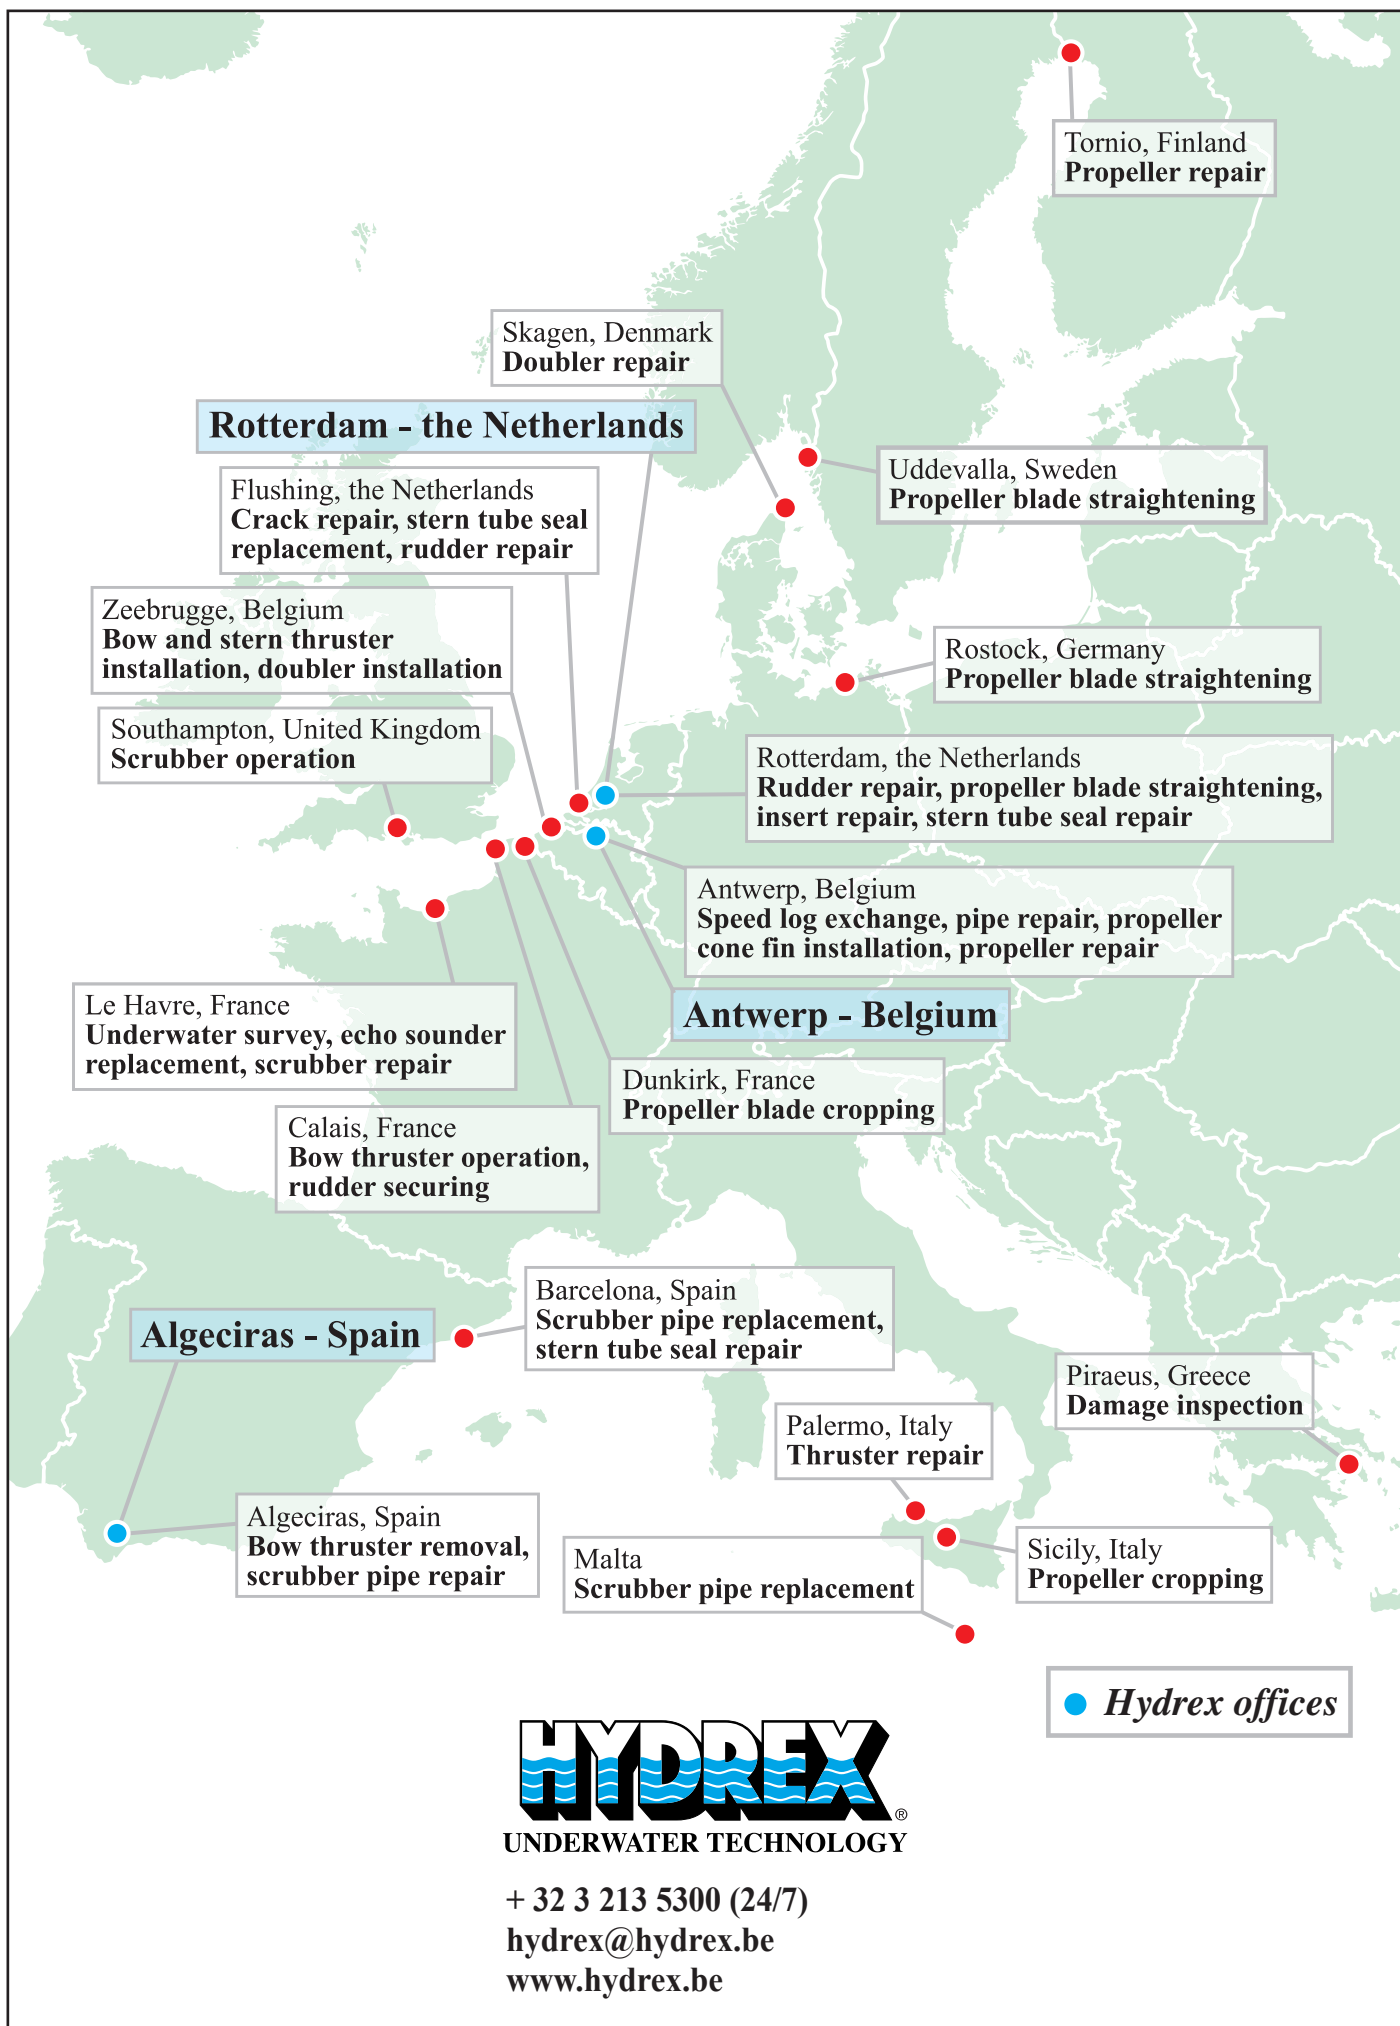 Tornio, Finland
Propeller repair
Skagen, Denmark
Doubler repair
Rotterdam - the Netherlands
Uddevalla, Sweden
Propeller blade straightening
Flushing, the Netherlands
Crack repair, stern tube seal
replacement, rudder repair
Zeebrugge, Belgium
Bow and stern thruster
installation, doubler installation
Rostock, Germany
Propeller blade straightening
Southampton, United Kingdom
Scrubber operation
Rotterdam, the Netherlands
Rudder repair, propeller blade straightening,
insert repair, stern tube seal repair
Antwerp, Belgium
Speed log exchange, pipe repair, propeller
cone fin installation, propeller repair
Le Havre, France
Underwater survey, echo sounder
replacement, scrubber repair
Antwerp - Belgium
Dunkirk, France
Propeller blade cropping
Calais, France
Bow thruster operation,
rudder securing
Barcelona, Spain
Scrubber pipe replacement,
stern tube seal repair
Algeciras - Spain
Piraeus, Greece
Damage inspection
Palermo, Italy
Thruster repair
Algeciras, Spain
Bow thruster removal,
scrubber pipe repair
Malta
Scrubber pipe replacement
Sicily, Italy
Propeller cropping
Hydrex offices
HYDREX ®
UNDERWATER TECHNOLOGY
+ 32 3 213 5300 (24/7)
hydrex@hydrex.be
www.hydrex.be